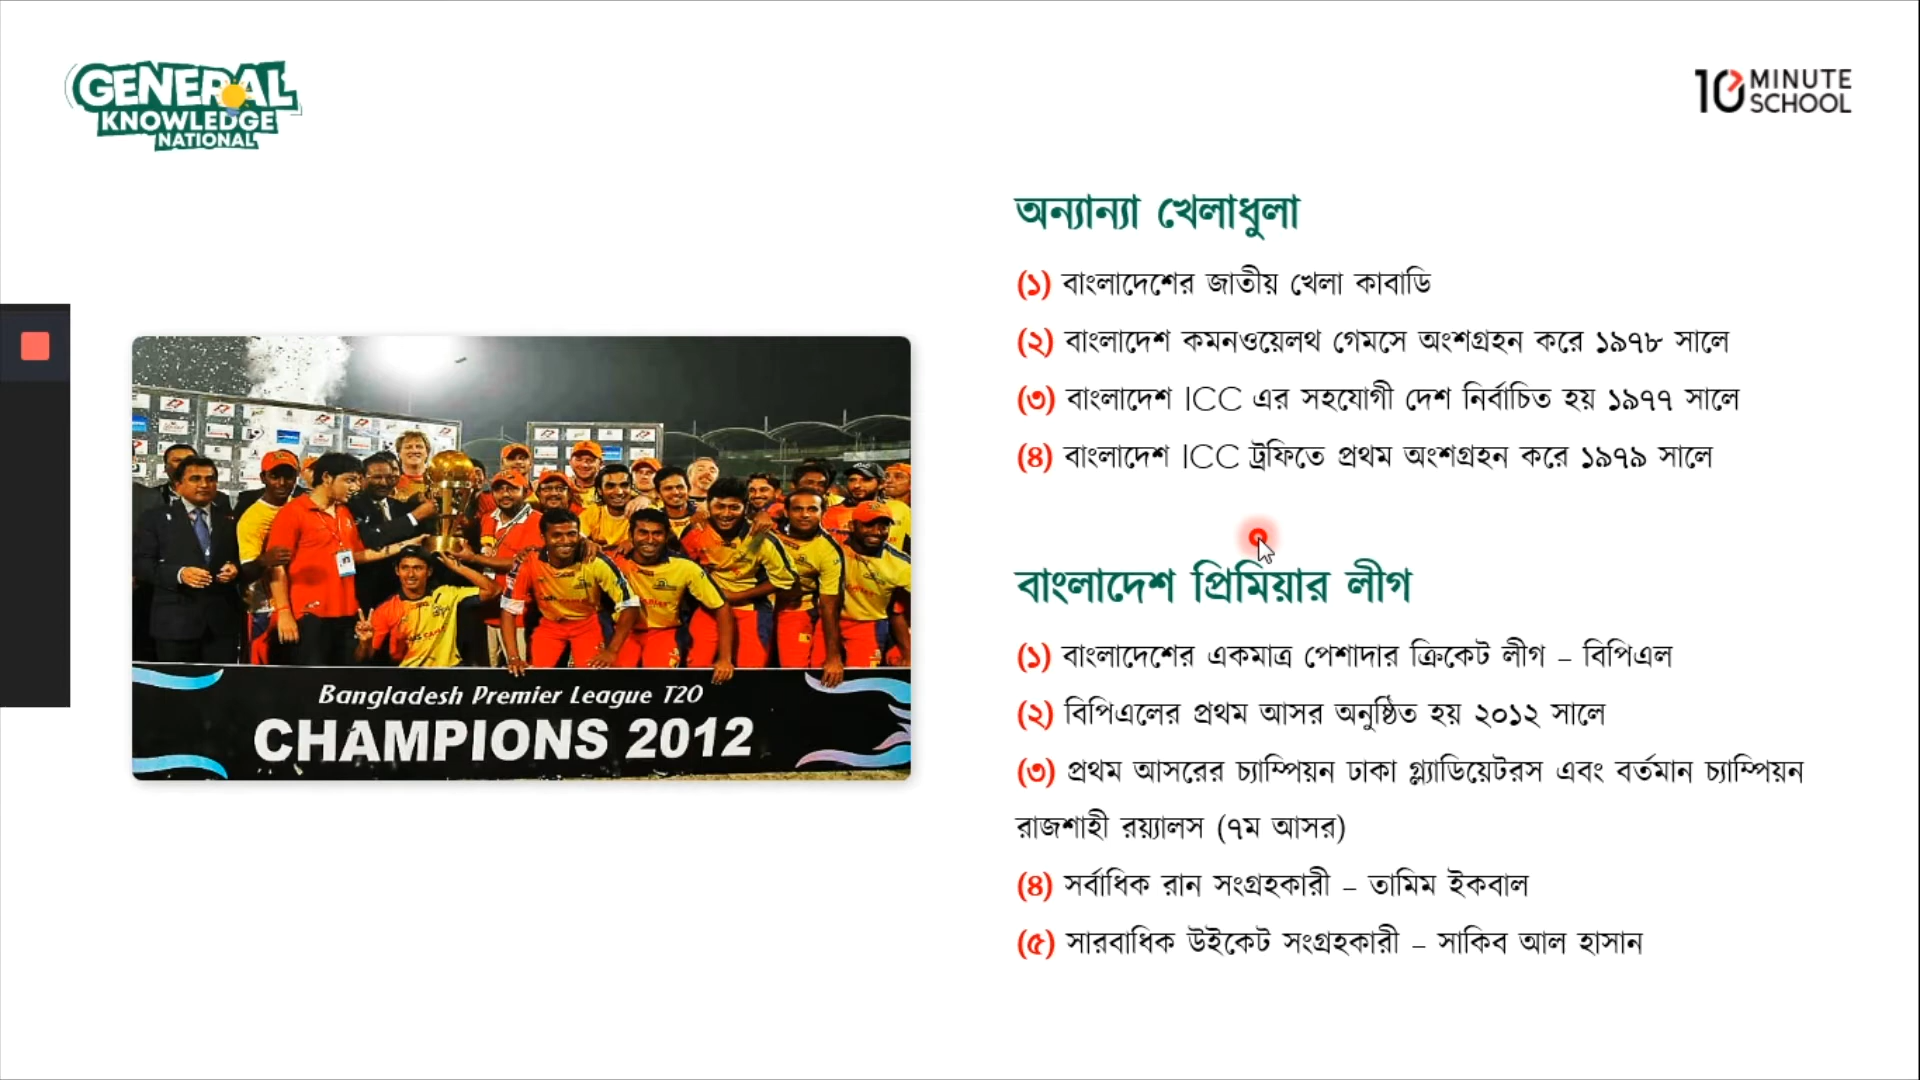 GENERAL
KNOWLEDGE
NATIONAL
10 MINUTE
SCHOOL
অন্যান্যা খেলাধুলা
(১) বাংলাদেশের জাতীয় খেলা কাবাডি
(২) বাংলাদেশ কমনওয়েলথ গেমসে অংশগ্রহন করে ১৯৭৮ সালে
(৩) বাংলাদেশ ICC এর সহযোগী দেশ নির্বাচিত হয় ১৯৭৭ সালে
(৪) বাংলাদেশ ICC ট্রফিতে প্রথম অংশগ্রহন করে ১৯৭৯ সালে
Bangladesh Premier League T20
CHAMPIONS 2012
বাংলাদেশ প্রিমিয়ার লীগ
(১) বাংলাদেশের একমাত্র পেশাদার ক্রিকেট লীগ – বিপিএল
(২) বিপিএলের প্রথম আসর অনুষ্ঠিত হয় ২০১২ সালে
(৩) প্রথম আসরের চ্যাম্পিয়ন ঢাকা গ্ল্যাডিয়েটরস এবং বর্তমান চ্যাম্পিয়ন
রাজশাহী রয়্যালস (৭ম আসর)
(৪) সর্বাধিক রান সংগ্রহকারী – তামিম ইকবাল
(৫) সারবাধিক উইকেট সংগ্রহকারী – সাকিব আল হাসান